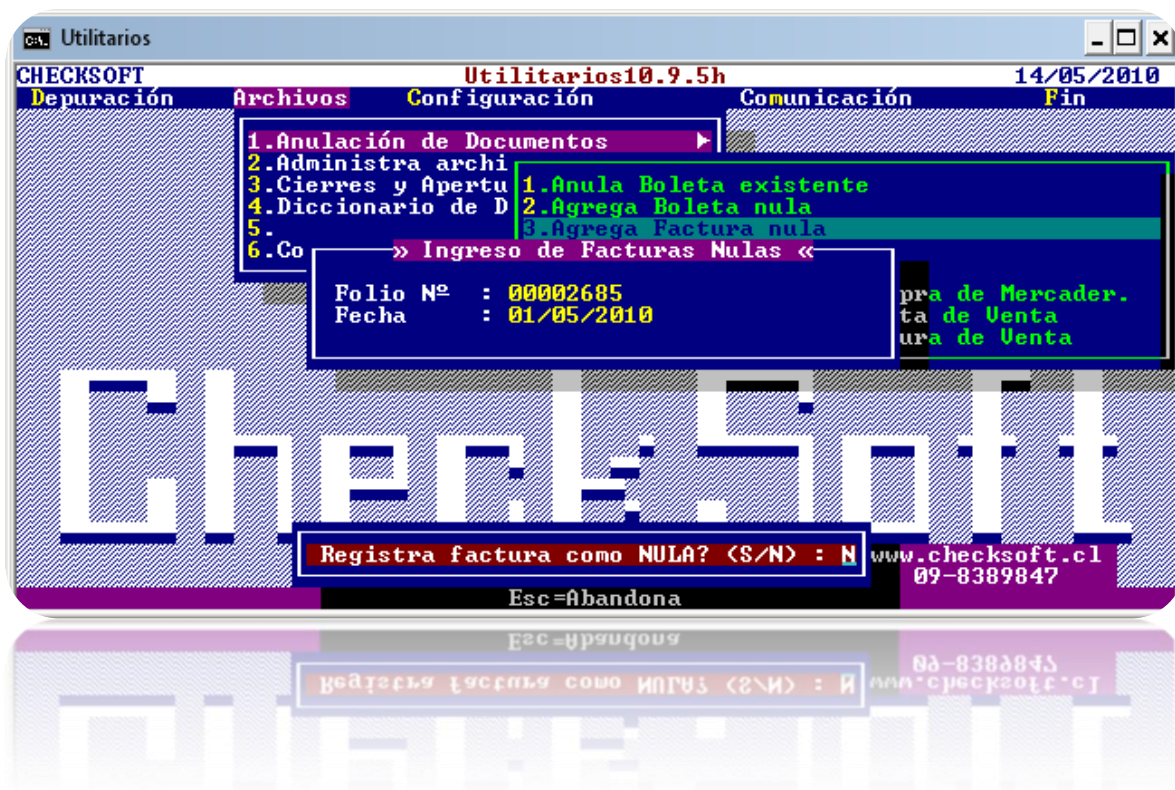 Utilitarios
CHECKSOFT Utilitarios10.9.5h 14/05/2010
Depuración Archivos Configuración Comunicación Fin
1.Anulación de Documentos
2.Administra archi
3.Cierres y Apertu
4.Diccionario de D
5.
6.Co
1.Anula Boleta existente
2.Agrega Boleta nula
3.Agrega Factura nula
pra de Mercader.
ta de Venta
ura de Venta
» Ingreso de Facturas Nulas «
Folio Nº : 00002685
Fecha : 01/05/2010
CheckSoft
Registra factura como NULA? (S/N) : N
www.checksoft.cl
09-8389847
Esc=Abandona